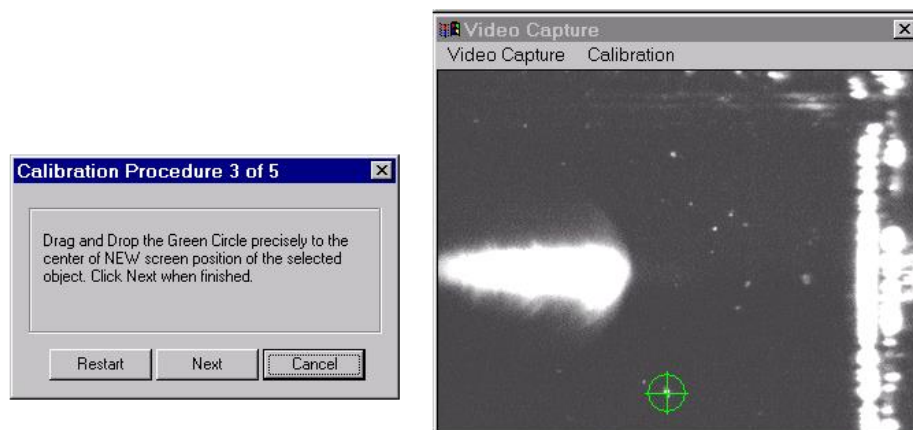 Calibration Procedure 3 of 5
Drag and Drop the Green Circle precisely to the
center of NEW screen position of the selected
object. Click Next when finished.
Restart Next Cancel
Video Capture
Video Capture Calibration